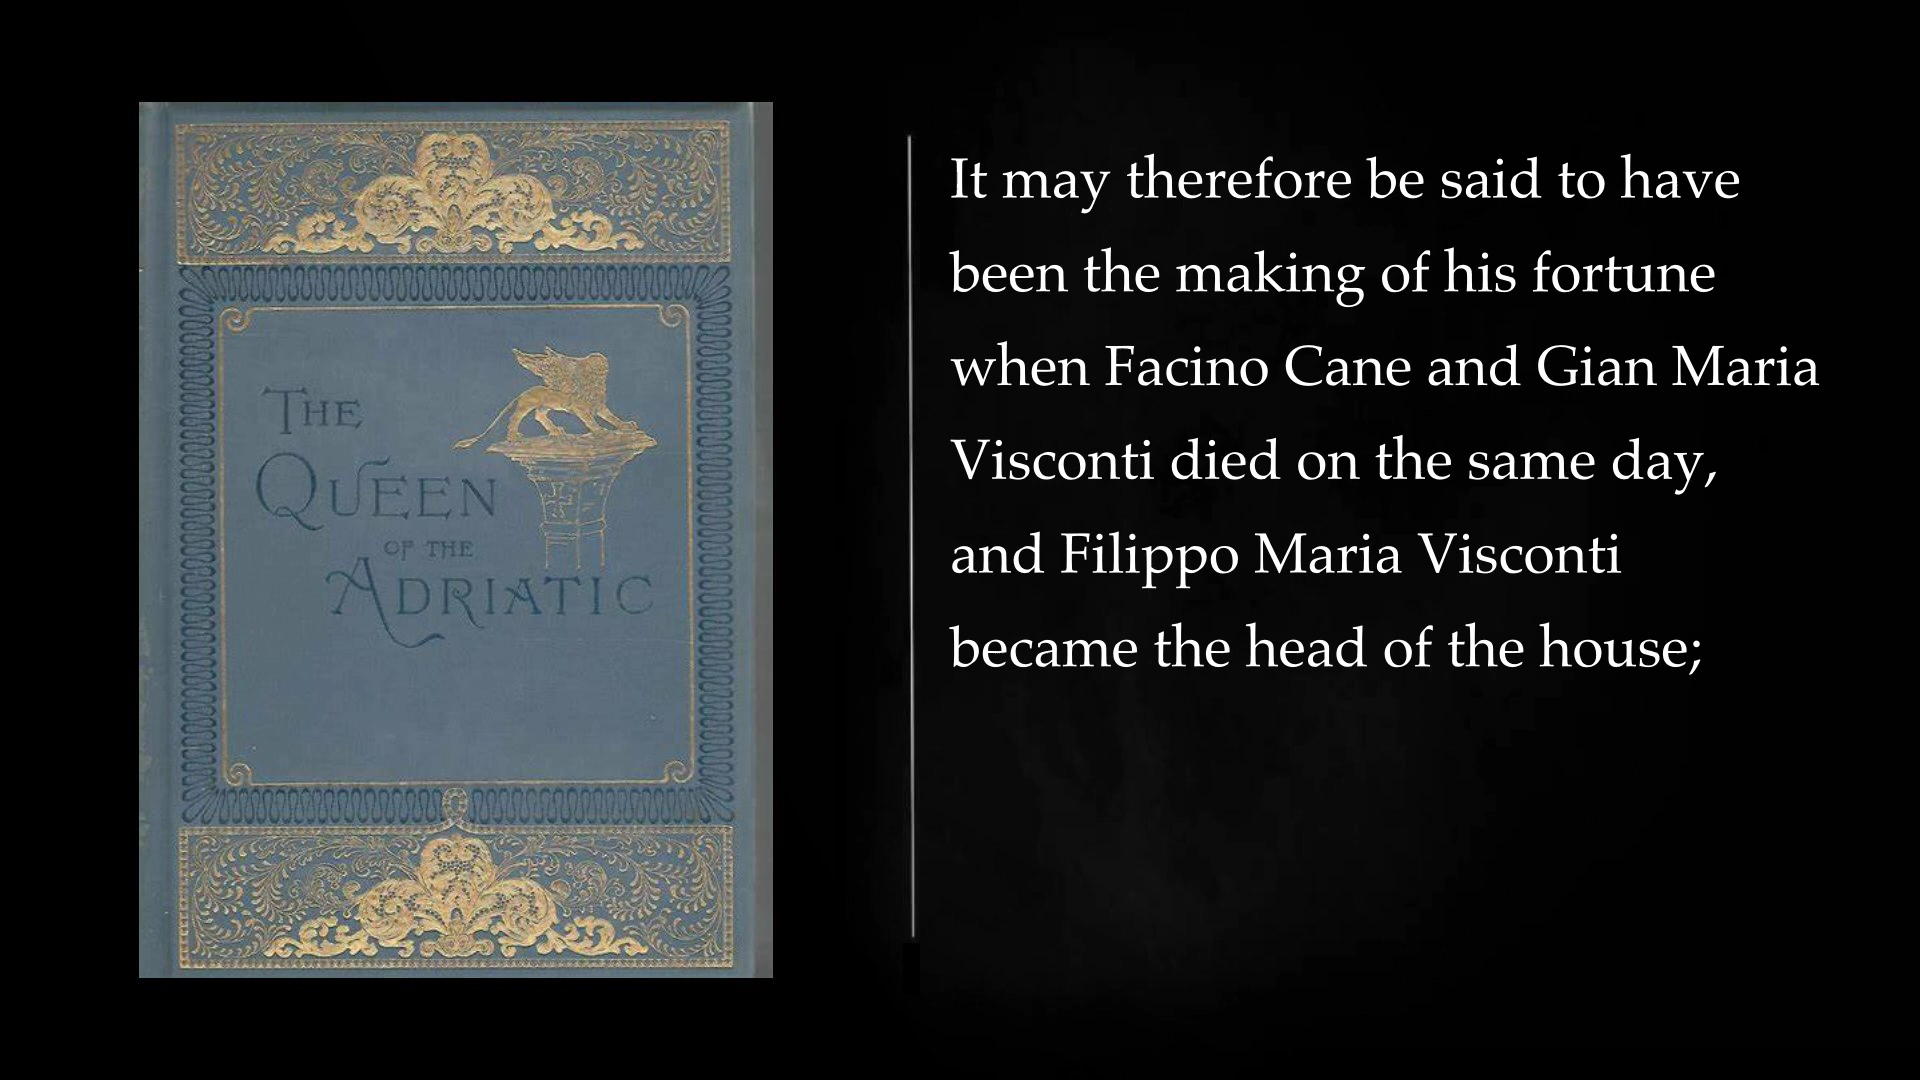 THE
QUEEN
OF THE
ADRIATIC
It may therefore be said to have
been the making of his fortune
when Facino Cane and Gian Maria
Visconti died on the same day,
and Filippo Maria Visconti
became the head of the house;